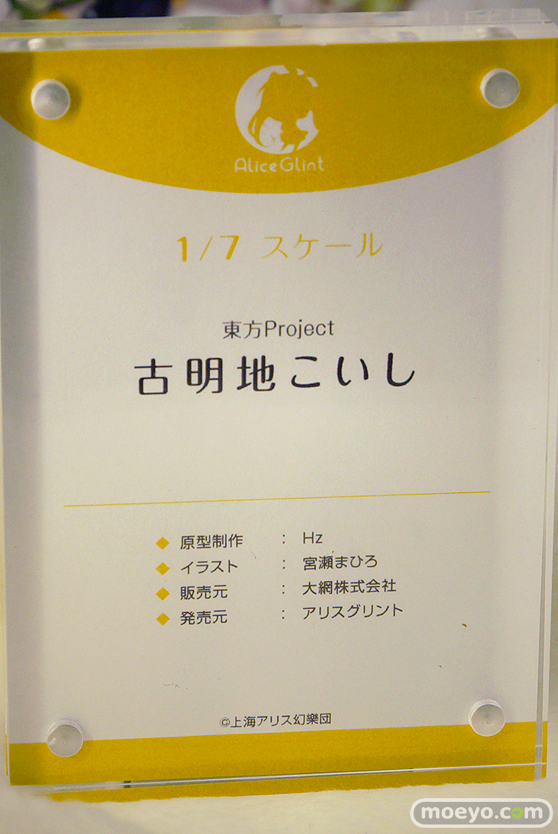 AliceGlint
1/7 スケール
東方Project
古明地こいし
◆ 原型制作 : Hz
◆ イラスト : 宮瀬まひろ
◆ 販売元 : 大網株式会社
◆ 発売元 : アリスグリント
©上海アリス幻樂団
moeyo.com